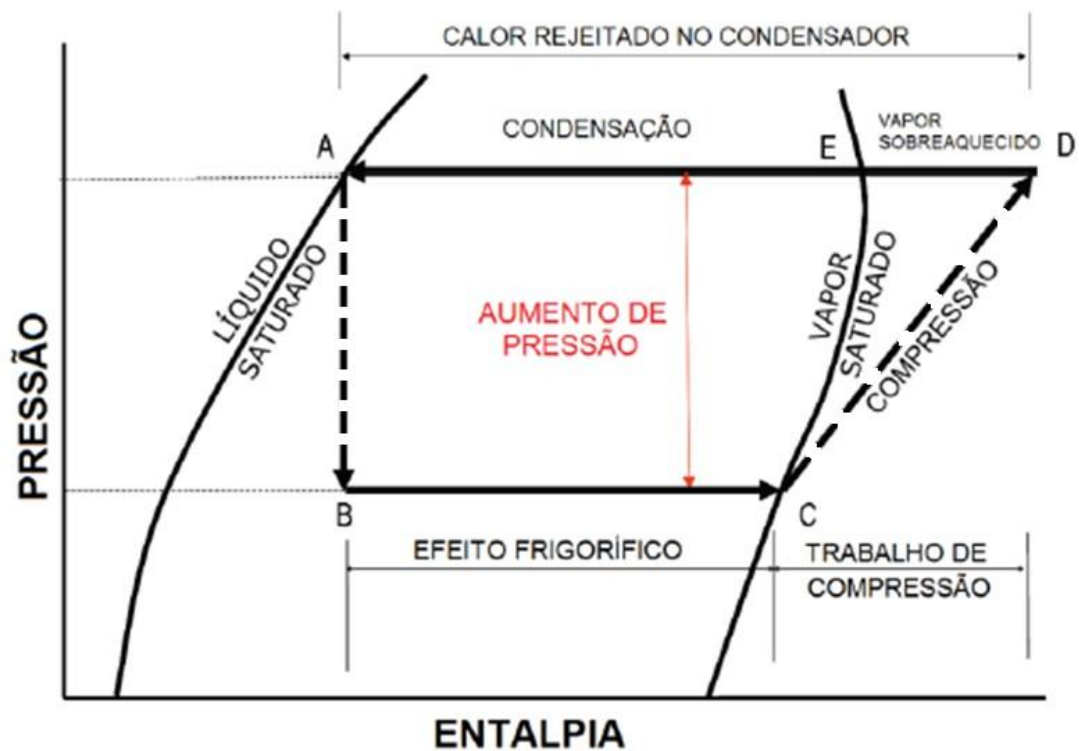 CALOR REJEITADO NO CONDENSADOR
CONDENSAÇÃO
VAPOR
SOBREAQUECIDO
A
E
D
LÍQUIDO
SATURADO
AUMENTO DE
PRESSÃO
VAPOR
SATURADO
COMPRESSÃO
PRESSÃO
B
C
EFEITO FRIGORÍFICO
TRABALHO DE
COMPRESSÃO
ENTALPIA